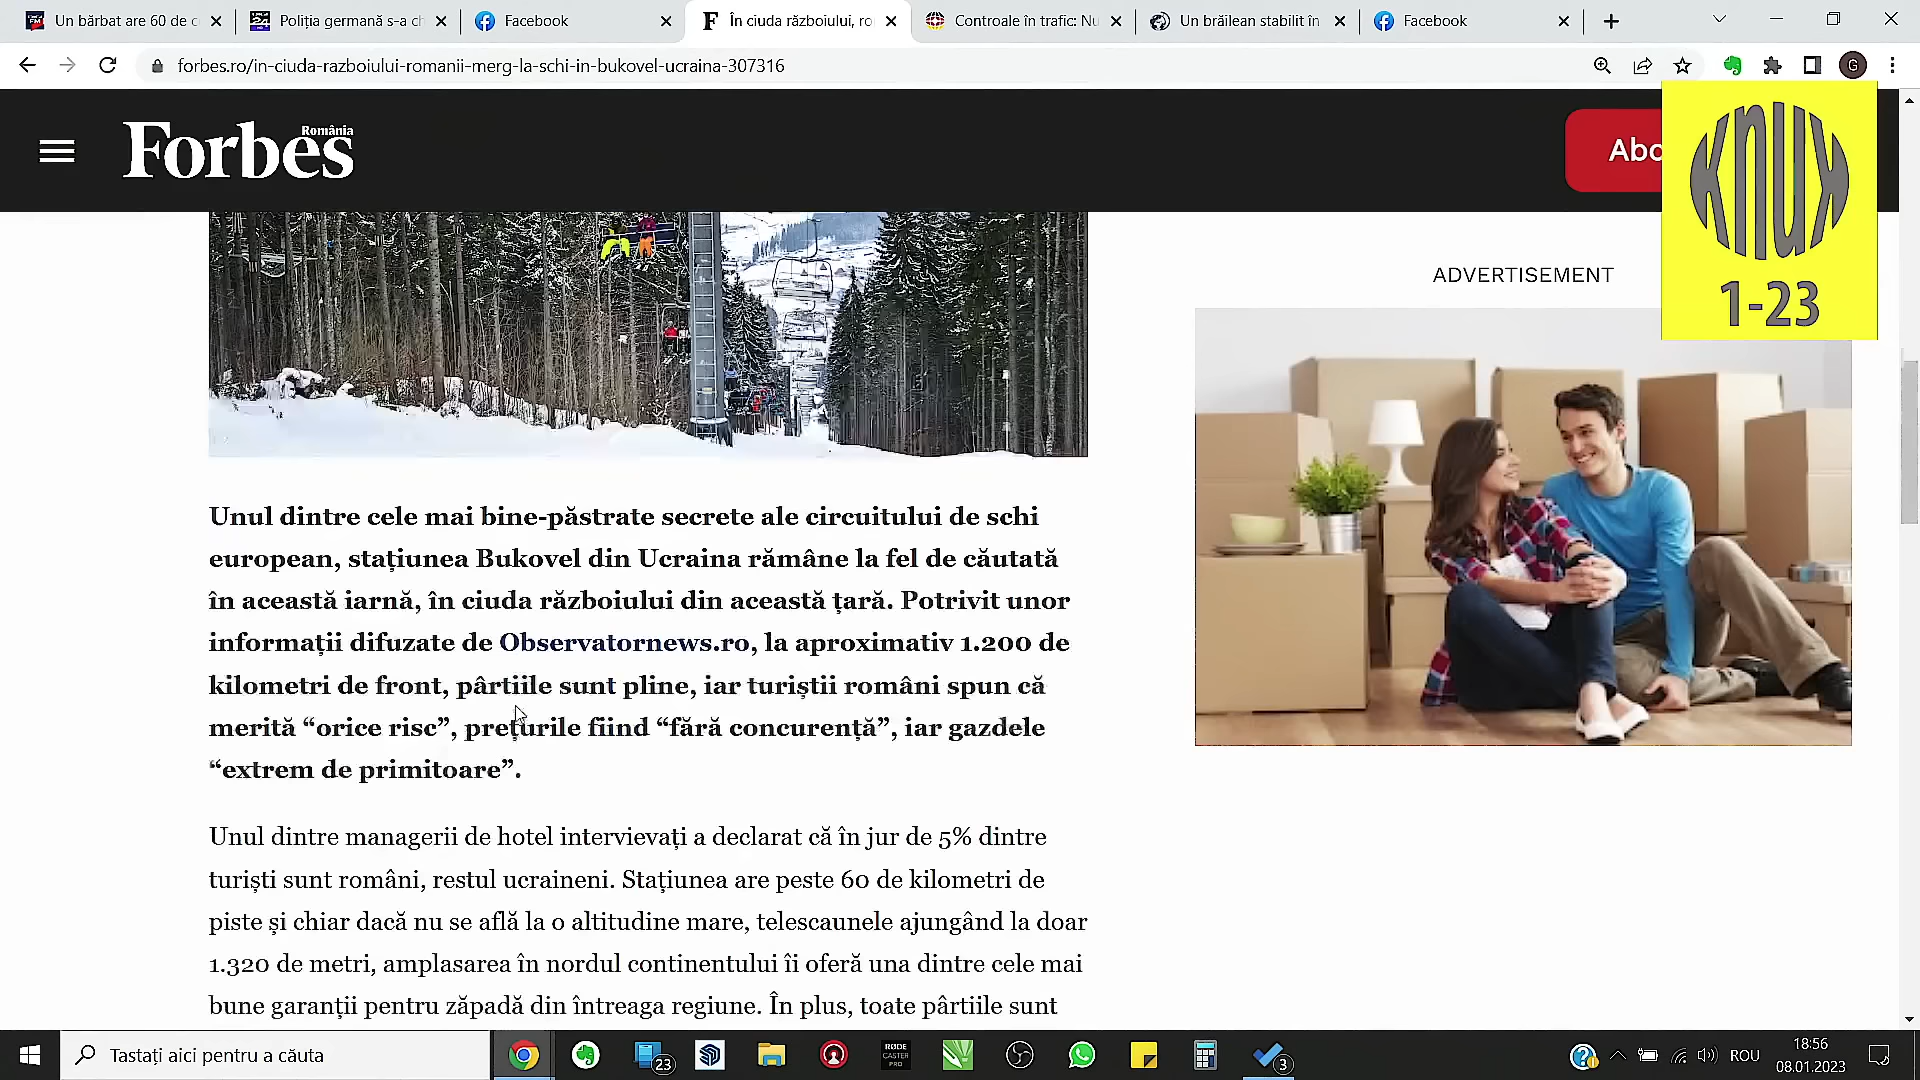 Un bărbat are 60 de c
Poliția germană s-a ch
Facebook
În ciuda războiului, ro
Controale în trafic: Nu
Un brăilean stabilit în
Facebook
forbes.ro/in-ciuda-razboiului-romanii-merg-la-schi-in-bukovel-ucraina-307316
G
Forbes
România
Abo
knuk
1-23
ADVERTISEMENT
Unul dintre cele mai bine-păstrate secrete ale circuitului de schi
european, stațiunea Bukovel din Ucraina rămâne la fel de căutată
în această iarnă, în ciuda războiului din această țară. Potrivit unor
informații difuzate de Observatornews.ro, la aproximativ 1.200 de
kilometri de front, pârtiile sunt pline, iar turiștii români spun că
merită “orice risc”, prețurile fiind “fără concurență”, iar gazdele
“extrem de primitoare”.
Unul dintre managerii de hotel intervievați a declarat că în jur de 5% dintre
turiști sunt români, restul ucraineni. Stațiunea are peste 60 de kilometri de
piste și chiar dacă nu se află la o altitudine mare, telescaunele ajungând la doar
1.320 de metri, amplasarea în nordul continentului îi oferă una dintre cele mai
bune garanții pentru zăpadă din întreaga regiune. În plus, toate pârtiile sunt
Tastați aici pentru a căuta
23
RØDE
CASTER
PRO
3
ROU
18:56
08.01.2023